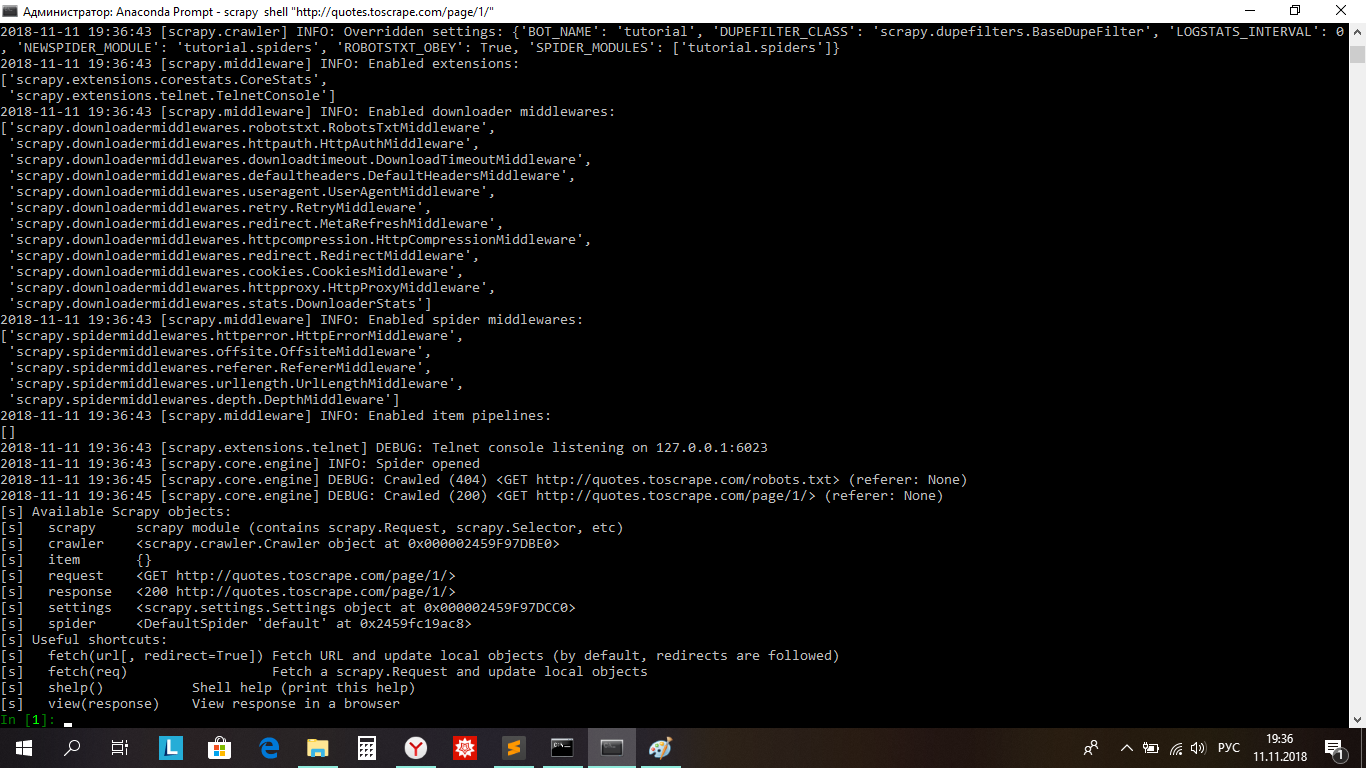 Администратор: Anaconda Prompt - scrapy shell "http://quotes.toscrape.com/page/1/"
2018-11-11 19:36:43 [scrapy.crawler] INFO: Overridden settings: {'BOT_NAME': 'tutorial', 'DUPEFILTER_CLASS': 'scrapy.dupefilters.BaseDupeFilter', 'LOGSTATS_INTERVAL': 0
, 'NEWSPIDER_MODULE': 'tutorial.spiders', 'ROBOTSTXT_OBEY': True, 'SPIDER_MODULES': ['tutorial.spiders']}
2018-11-11 19:36:43 [scrapy.middleware] INFO: Enabled extensions:
['scrapy.extensions.corestats.CoreStats',
 'scrapy.extensions.telnet.TelnetConsole']
2018-11-11 19:36:43 [scrapy.middleware] INFO: Enabled downloader middlewares:
['scrapy.downloadermiddlewares.robotstxt.RobotsTxtMiddleware',
 'scrapy.downloadermiddlewares.httpauth.HttpAuthMiddleware',
 'scrapy.downloadermiddlewares.downloadtimeout.DownloadTimeoutMiddleware',
 'scrapy.downloadermiddlewares.defaultheaders.DefaultHeadersMiddleware',
 'scrapy.downloadermiddlewares.useragent.UserAgentMiddleware',
 'scrapy.downloadermiddlewares.retry.RetryMiddleware',
 'scrapy.downloadermiddlewares.redirect.MetaRefreshMiddleware',
 'scrapy.downloadermiddlewares.httpcompression.HttpCompressionMiddleware',
 'scrapy.downloadermiddlewares.redirect.RedirectMiddleware',
 'scrapy.downloadermiddlewares.cookies.CookiesMiddleware',
 'scrapy.downloadermiddlewares.httpproxy.HttpProxyMiddleware',
 'scrapy.downloadermiddlewares.stats.DownloaderStats']
2018-11-11 19:36:43 [scrapy.middleware] INFO: Enabled spider middlewares:
['scrapy.spidermiddlewares.httperror.HttpErrorMiddleware',
 'scrapy.spidermiddlewares.offsite.OffsiteMiddleware',
 'scrapy.spidermiddlewares.referer.RefererMiddleware',
 'scrapy.spidermiddlewares.urllength.UrlLengthMiddleware',
 'scrapy.spidermiddlewares.depth.DepthMiddleware']
2018-11-11 19:36:43 [scrapy.middleware] INFO: Enabled item pipelines:
[]
2018-11-11 19:36:43 [scrapy.extensions.telnet] DEBUG: Telnet console listening on 127.0.0.1:6023
2018-11-11 19:36:43 [scrapy.core.engine] INFO: Spider opened
2018-11-11 19:36:45 [scrapy.core.engine] DEBUG: Crawled (404) <GET http://quotes.toscrape.com/robots.txt> (referer: None)
2018-11-11 19:36:45 [scrapy.core.engine] DEBUG: Crawled (200) <GET http://quotes.toscrape.com/page/1/> (referer: None)
[s] Available Scrapy objects:
[s]   scrapy     scrapy module (contains scrapy.Request, scrapy.Selector, etc)
[s]   crawler    <scrapy.crawler.Crawler object at 0x000002459F97DBE0>
[s]   item       {}
[s]   request    <GET http://quotes.toscrape.com/page/1/>
[s]   response   <200 http://quotes.toscrape.com/page/1/>
[s]   settings   <scrapy.settings.Settings object at 0x000002459F97DCC0>
[s]   spider     <DefaultSpider 'default' at 0x2459fc19ac8>
[s] Useful shortcuts:
[s]   fetch(url[, redirect=True]) Fetch URL and update local objects (by default, redirects are followed)
[s]   fetch(req)                  Fetch a scrapy.Request and update local objects
[s]   shelp()           Shell help (print this help)
[s]   view(response)    View response in a browser
In [1]:
РУС
19:36
11.11.2018
1